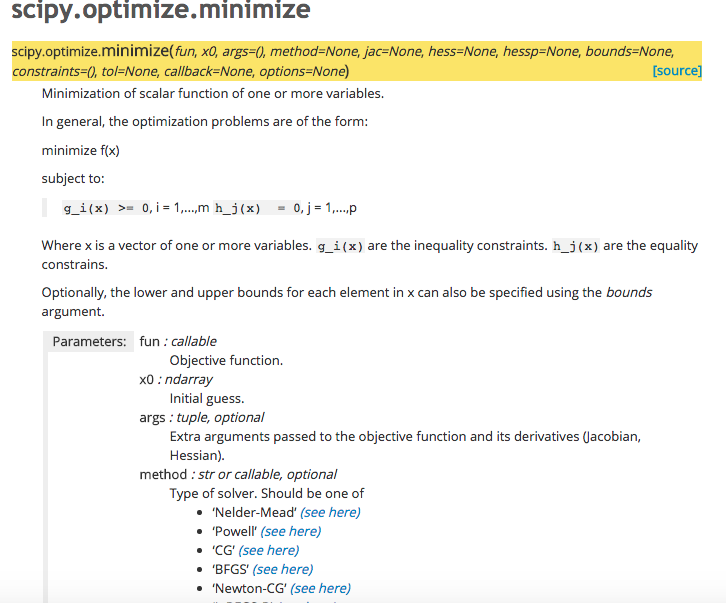 scipy.optimize.minimize
scipy.optimize.minimize(fun, x0, args=(), method=None, jac=None, hess=None, hessp=None, bounds=None,
constraints=(), tol=None, callback=None, options=None) [source]
Minimization of scalar function of one or more variables.
In general, the optimization problems are of the form:
minimize f(x)
subject to:
g_i(x) >= 0, i = 1,...,m h_j(x) = 0, j = 1,...,p
Where x is a vector of one or more variables. g_i(x) are the inequality constraints. h_j(x) are the equality
constrains.
Optionally, the lower and upper bounds for each element in x can also be specified using the bounds
argument.
Parameters: fun : callable
Objective function.
x0 : ndarray
Initial guess.
args : tuple, optional
Extra arguments passed to the objective function and its derivatives (Jacobian,
Hessian).
method : str or callable, optional
Type of solver. Should be one of
• ‘Nelder-Mead’ (see here)
• ‘Powell’ (see here)
• ‘CG’ (see here)
• ‘BFGS’ (see here)
• ‘Newton-CG’ (see here)